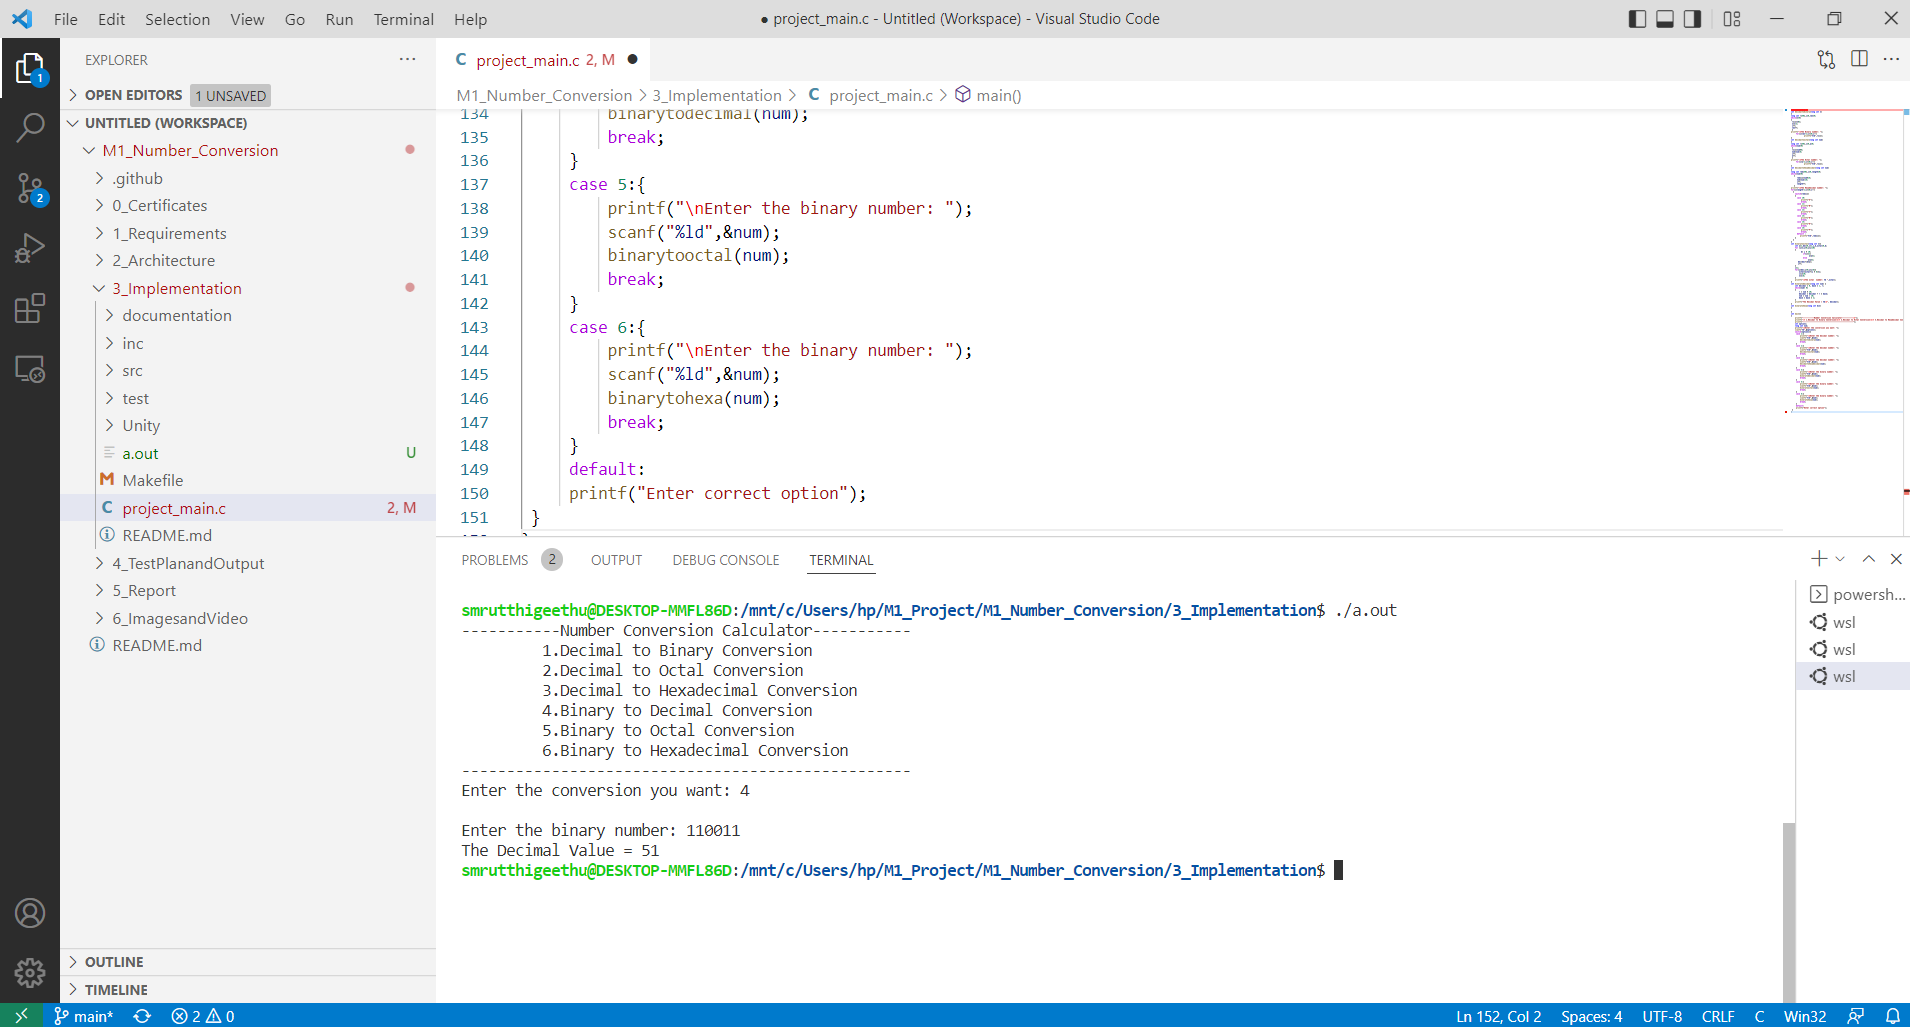 File Edit Selection View Go Run Terminal Help
● project_main.c - Untitled (Workspace) - Visual Studio Code
EXPLORER
OPEN EDITORS 1 UNSAVED
UNTITLED (WORKSPACE)
M1_Number_Conversion
.github
0_Certificates
1_Requirements
2_Architecture
3_Implementation
documentation
inc
src
test
Unity
a.out U
Makefile
project_main.c 2, M
README.md
4_TestPlanandOutput
5_Report
6_ImagesandVideo
README.md
OUTLINE
TIMELINE
1
2
C project_main.c 2, M ●
M1_Number_Conversion > 3_Implementation > C project_main.c > main()
134 binarytodecimal(num);
135 break;
136 }
137 case 5:{
138 printf("\nEnter the binary number: ");
139 scanf("%ld",&num);
140 binarytooctal(num);
141 break;
142 }
143 case 6:{
144 printf("\nEnter the binary number: ");
145 scanf("%ld",&num);
146 binarytohexa(num);
147 break;
148 }
149 default:
150 printf("Enter correct option");
151 }
PROBLEMS 2 OUTPUT DEBUG CONSOLE TERMINAL
smrutthigeethu@DESKTOP-MMFL86D:/mnt/c/Users/hp/M1_Project/M1_Number_Conversion/3_Implementation$ ./a.out
-----------Number Conversion Calculator-----------
1.Decimal to Binary Conversion
2.Decimal to Octal Conversion
3.Decimal to Hexadecimal Conversion
4.Binary to Decimal Conversion
5.Binary to Octal Conversion
6.Binary to Hexadecimal Conversion
--------------------------------------------------
Enter the conversion you want: 4
Enter the binary number: 110011
The Decimal Value = 51
smrutthigeethu@DESKTOP-MMFL86D:/mnt/c/Users/hp/M1_Project/M1_Number_Conversion/3_Implementation$
powersh...
wsl
wsl
wsl
main* 2 0
Ln 152, Col 2 Spaces: 4 UTF-8 CRLF C Win32